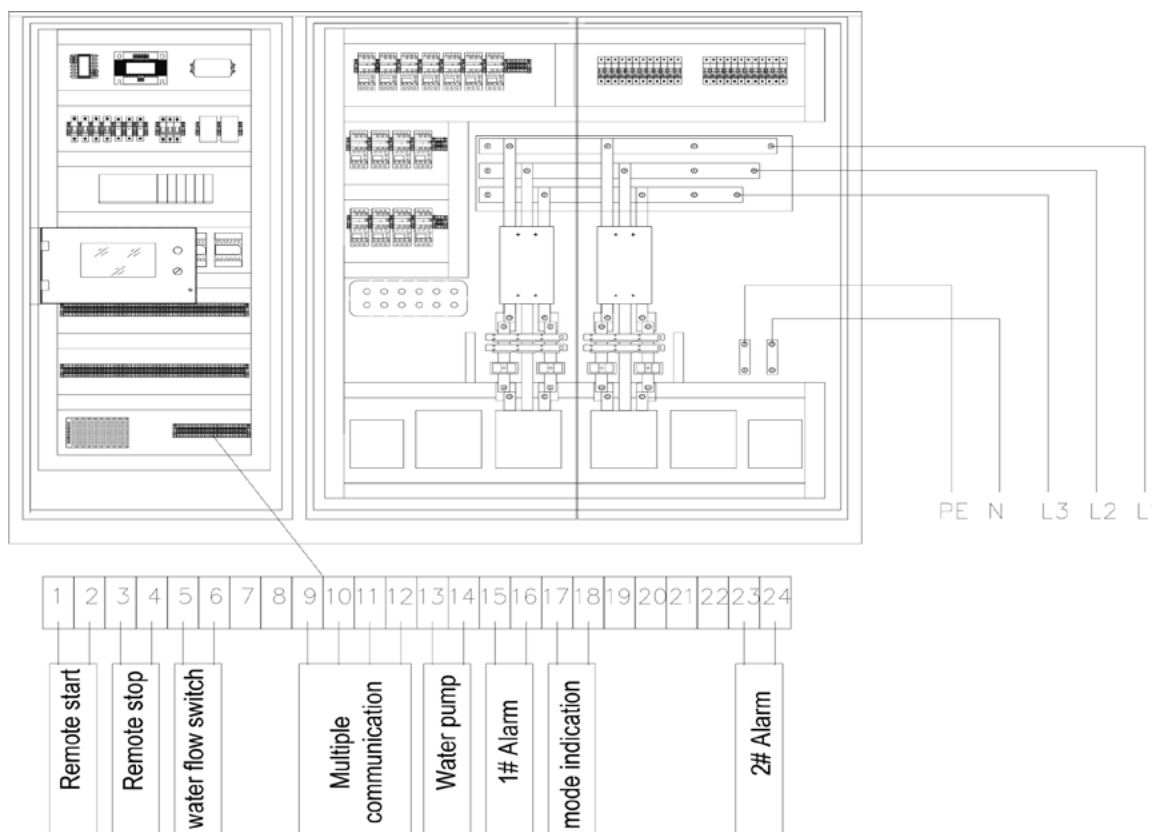 PE N L3 L2 L1
1 2 3 4 5 6 7 8 9 10 11 12 13 14 15 16 17 18 19 20 21 22 23 24
Remote start
Remote stop
water flow switch
Multiple
communication
Water pump
1# Alarm
mode indication
2# Alarm